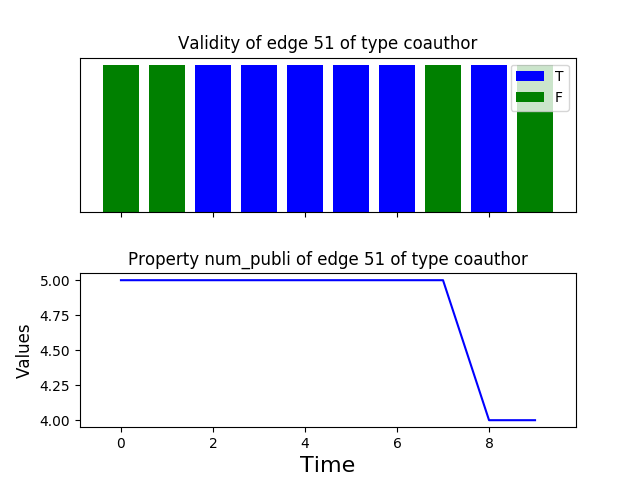 Validity of edge 51 of type coauthor
T
F
Property num_publi of edge 51 of type coauthor
5.00
4.75
4.50
4.25
4.00
Values
0 2 4 6 8
Time